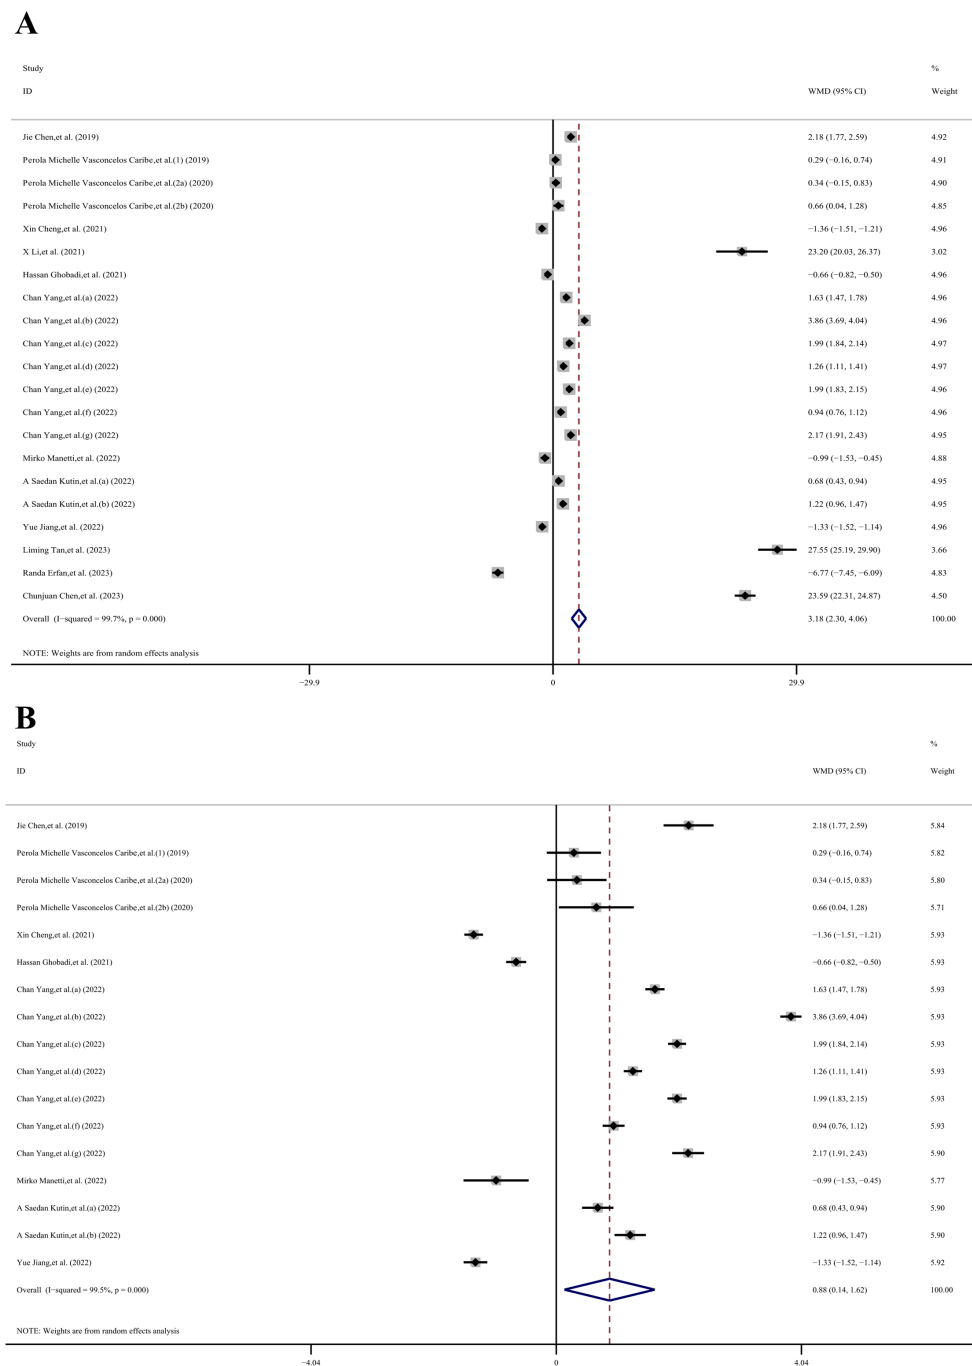 A
Study %
ID WMD (95% CI) Weight
Jie Chen,et al. (2019) 2.18 (1.77, 2.59) 4.92
Perola Michelle Vasconcelos Caribe,et al.(1) (2019) 0.29 (−0.16, 0.74) 4.91
Perola Michelle Vasconcelos Caribe,et al.(2a) (2020) 0.34 (−0.15, 0.83) 4.90
Perola Michelle Vasconcelos Caribe,et al.(2b) (2020) 0.66 (0.04, 1.28) 4.85
Xin Cheng,et al. (2021) −1.36 (−1.51, −1.21) 4.96
X Li,et al. (2021) 23.20 (20.03, 26.37) 3.02
Hassan Ghobadi,et al. (2021) −0.66 (−0.82, −0.50) 4.96
Chan Yang,et al.(a) (2022) 1.63 (1.47, 1.78) 4.96
Chan Yang,et al.(b) (2022) 3.86 (3.69, 4.04) 4.96
Chan Yang,et al.(c) (2022) 1.99 (1.84, 2.14) 4.97
Chan Yang,et al.(d) (2022) 1.26 (1.11, 1.41) 4.97
Chan Yang,et al.(e) (2022) 1.99 (1.83, 2.15) 4.96
Chan Yang,et al.(f) (2022) 0.94 (0.76, 1.12) 4.96
Chan Yang,et al.(g) (2022) 2.17 (1.91, 2.43) 4.95
Mirko Manetti,et al. (2022) −0.99 (−1.53, −0.45) 4.88
A Saedan Kutin,et al.(a) (2022) 0.68 (0.43, 0.94) 4.95
A Saedan Kutin,et al.(b) (2022) 1.22 (0.96, 1.47) 4.95
Yue Jiang,et al. (2022) −1.33 (−1.52, −1.14) 4.96
Liming Tan,et al. (2023) 27.55 (25.19, 29.90) 3.66
Randa Erfan,et al. (2023) −6.77 (−7.45, −6.09) 4.83
Chunjuan Chen,et al. (2023) 23.59 (22.31, 24.87) 4.50
Overall (I−squared = 99.7%, p = 0.000) 3.18 (2.30, 4.06) 100.00
NOTE: Weights are from random effects analysis
−29.9 0 29.9
B
Study %
ID WMD (95% CI) Weight
Jie Chen,et al. (2019) 2.18 (1.77, 2.59) 5.84
Perola Michelle Vasconcelos Caribe,et al.(1) (2019) 0.29 (−0.16, 0.74) 5.82
Perola Michelle Vasconcelos Caribe,et al.(2a) (2020) 0.34 (−0.15, 0.83) 5.80
Perola Michelle Vasconcelos Caribe,et al.(2b) (2020) 0.66 (0.04, 1.28) 5.71
Xin Cheng,et al. (2021) −1.36 (−1.51, −1.21) 5.93
Hassan Ghobadi,et al. (2021) −0.66 (−0.82, −0.50) 5.93
Chan Yang,et al.(a) (2022) 1.63 (1.47, 1.78) 5.93
Chan Yang,et al.(b) (2022) 3.86 (3.69, 4.04) 5.93
Chan Yang,et al.(c) (2022) 1.99 (1.84, 2.14) 5.93
Chan Yang,et al.(d) (2022) 1.26 (1.11, 1.41) 5.93
Chan Yang,et al.(e) (2022) 1.99 (1.83, 2.15) 5.93
Chan Yang,et al.(f) (2022) 0.94 (0.76, 1.12) 5.93
Chan Yang,et al.(g) (2022) 2.17 (1.91, 2.43) 5.90
Mirko Manetti,et al. (2022) −0.99 (−1.53, −0.45) 5.77
A Saedan Kutin,et al.(a) (2022) 0.68 (0.43, 0.94) 5.90
A Saedan Kutin,et al.(b) (2022) 1.22 (0.96, 1.47) 5.90
Yue Jiang,et al. (2022) −1.33 (−1.52, −1.14) 5.92
Overall (I−squared = 99.5%, p = 0.000) 0.88 (0.14, 1.62) 100.00
NOTE: Weights are from random effects analysis
−4.04 0 4.04